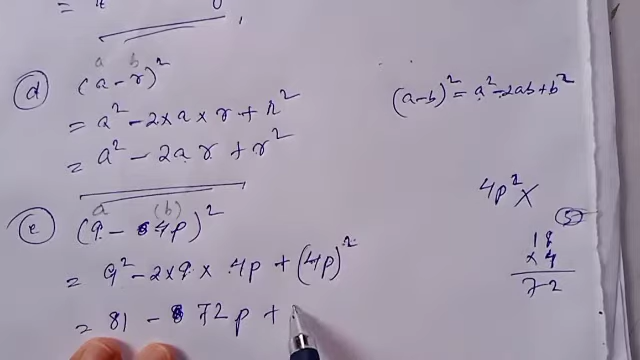 (d) (a - r)²
a b
= a² - 2 × a × r + r²
= a² - 2ar + r²
(a-b)² = a² - 2ab + b²
(e) (9 - 4p)²
a (b)
= 9² - 2×9 × 4p + (4p)²
= 81 - 72p +
4p² ×
5
18
×4
72